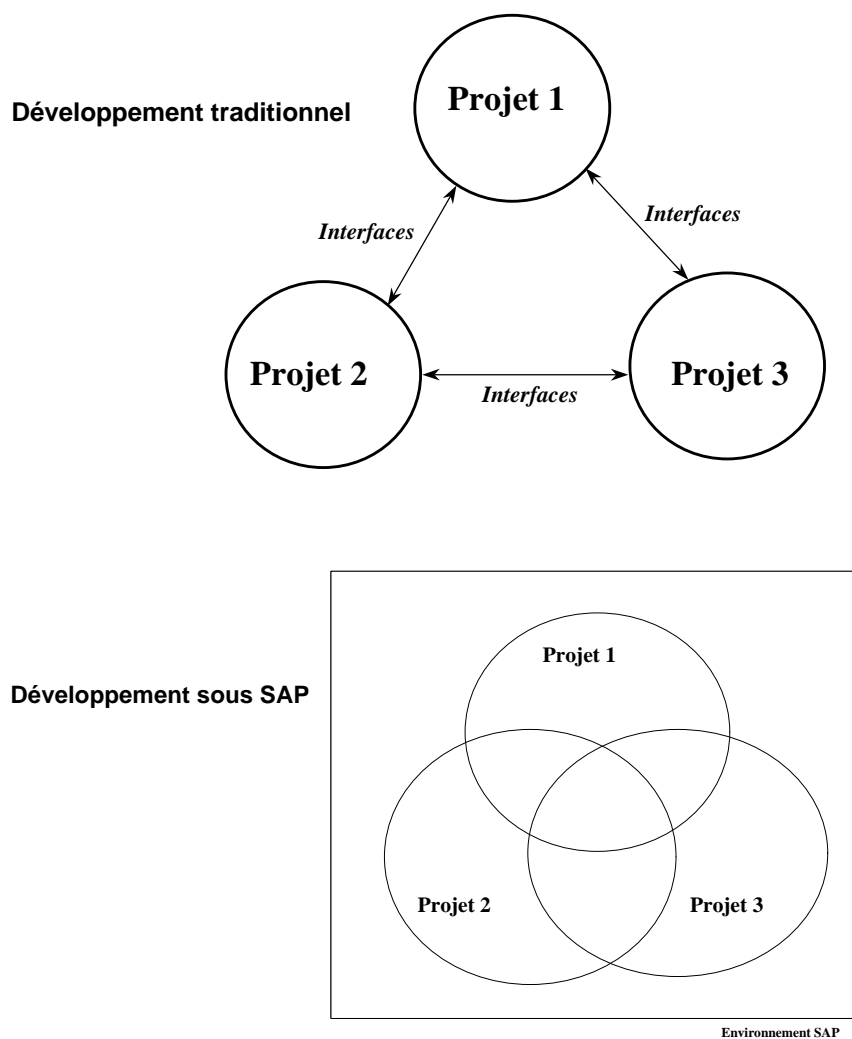 Projet 1
Développement traditionnel
Interfaces
Interfaces
Projet 2
Projet 3
Interfaces
Projet 1
Développement sous SAP
Projet 2
Projet 3
Environnement SAP